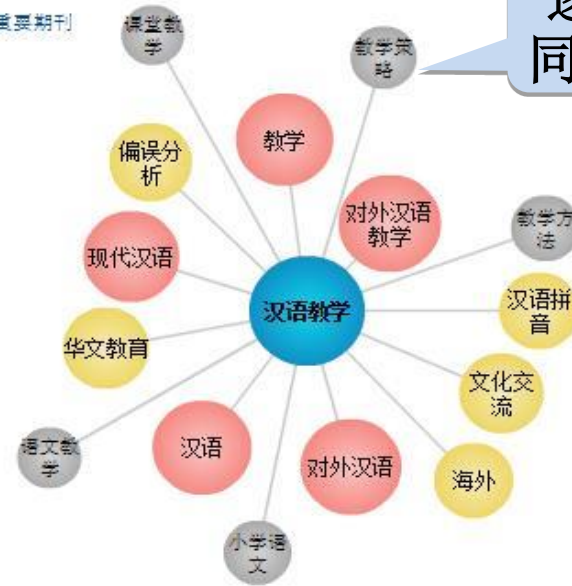 重要期刊
课堂教
学
教学策
略
同
教学
偏误分
析
对外汉语
教学
教学方
法
现代汉语
汉语教学
汉语拼
音
华文教育
文化交
流
汉语
对外汉语
海外
语文教
学
小学语
文